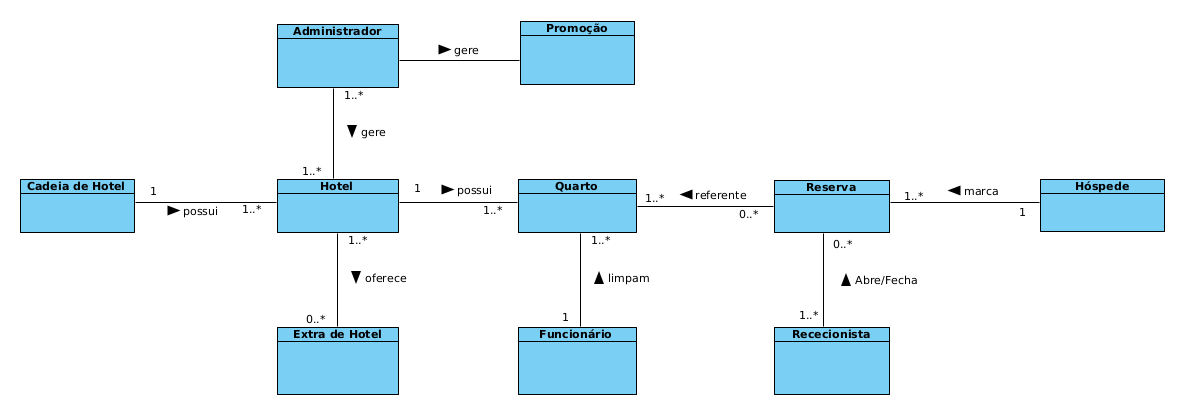 Administrador
Promoção
gere
1..*
gere
1..*
Cadeia de Hotel
Hotel
Quarto
Reserva
Hóspede
1
possui
1..*
1
possui
1..*
1..*
referente
0..*
1..*
marca
1
1..*
oferece
0..*
1..*
limpam
1
0..*
Abre/Fecha
1..*
Extra de Hotel
Funcionário
Rececionista